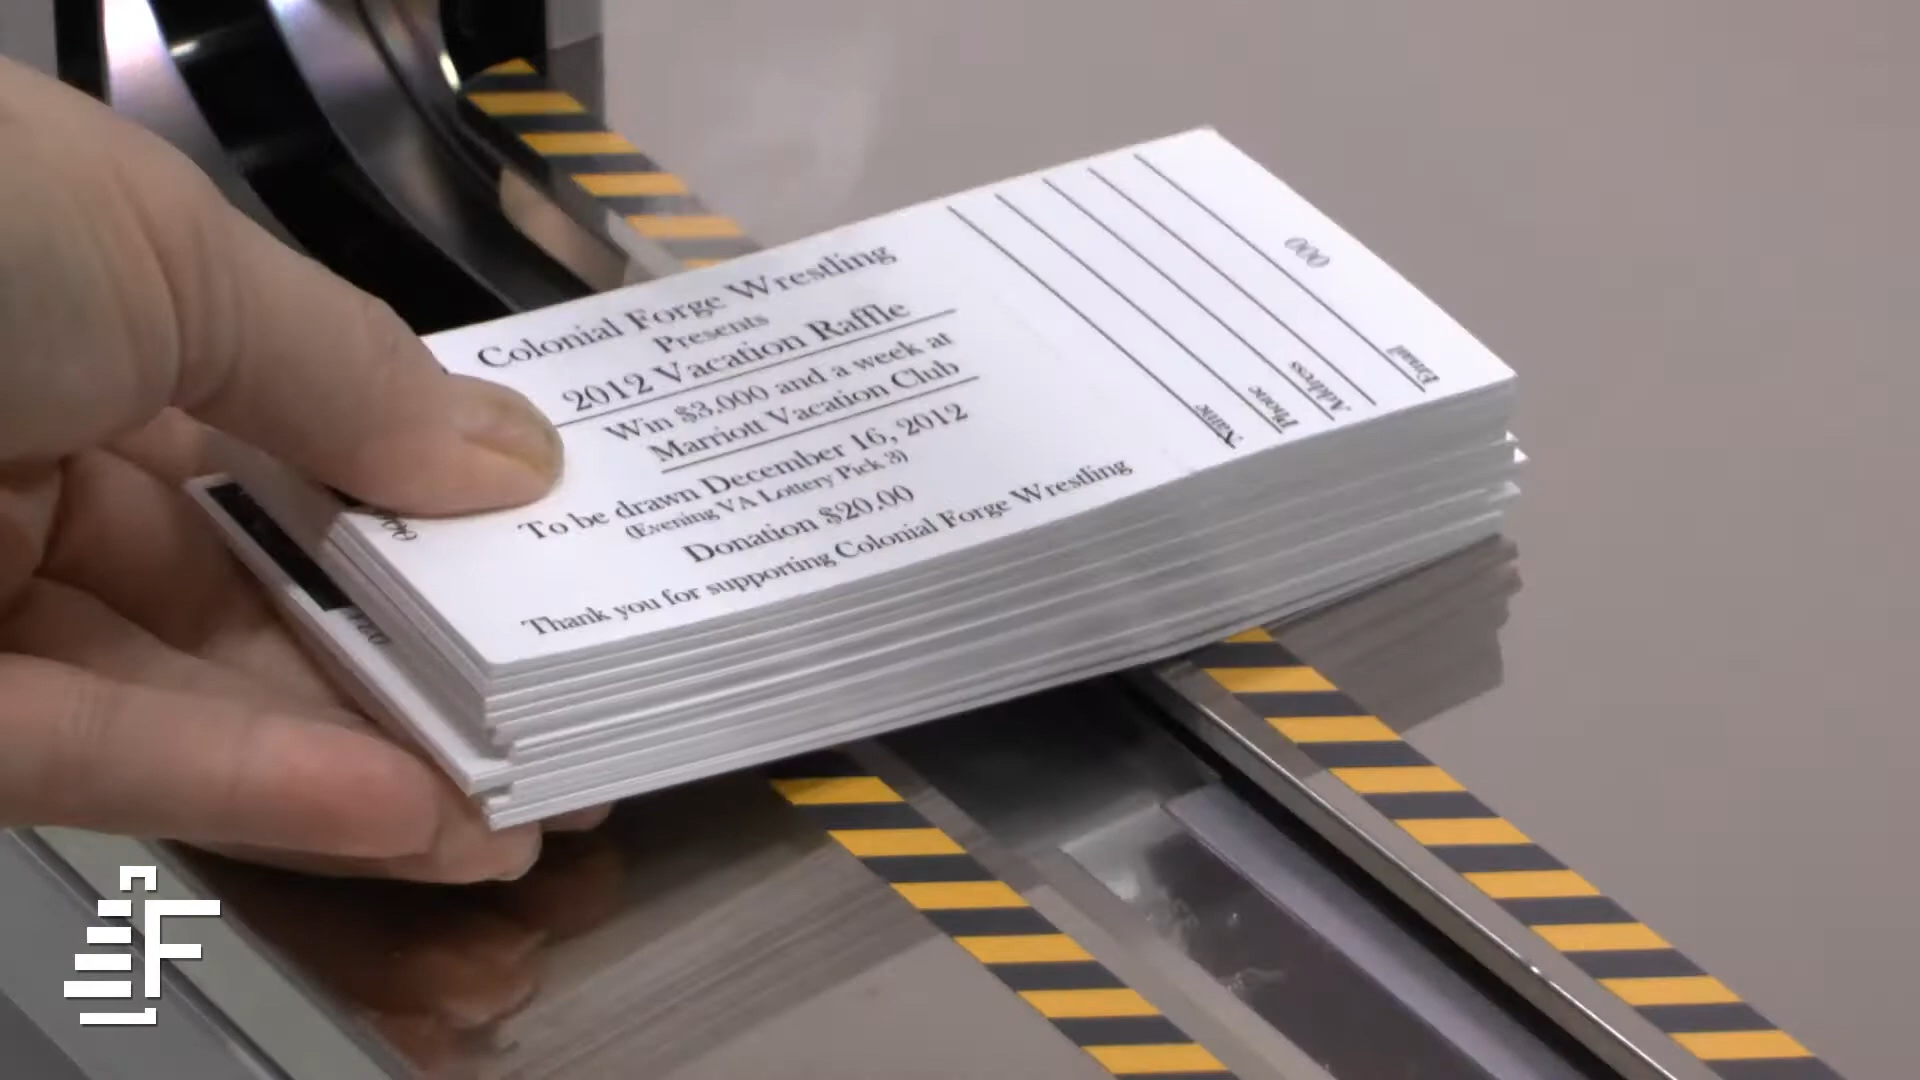 Colonial Forge Wrestling
Presents
2012 Vacation Raffle
Win $3,000 and a week at
Marriott Vacation Club
To be drawn December 16, 2012
(Evening VA Lottery Pick 3)
Donation $20.00
Thank you for supporting Colonial Forge Wrestling
Name
Phone
Address
Email
000
F